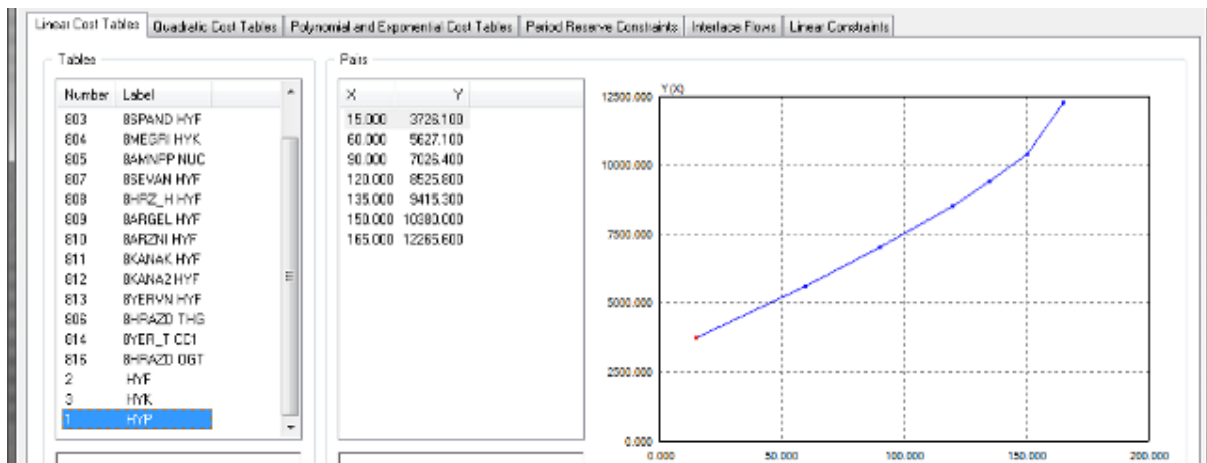 Linear Cost Tables Quadratic Cost Tables Polynomial and Exponential Cost Tables Period Reserve Constraints Interface Flows Linear Constraints
Tables
Number Label
803 8SPAND HYF
804 8MEGRI HYK
805 8AMNPP NUC
807 8SEVAN HYF
808 8HRZ_H HYF
809 8ARGEL HYF
810 8ARZNI HYF
811 8KANAK HYF
812 8KANA2 HYF
813 8YERVN HYF
806 8HRAZD THG
814 8YER_T CC1
815 8HRAZD OGT
2 HYF
3 HYK
1 HYP
Pairs
X Y
15.000 3726.100
60.000 5627.100
90.000 7026.400
120.000 8525.800
135.000 9415.300
150.000 10380.000
165.000 12265.600
Y (X)
12500.000
10000.000
7500.000
5000.000
2500.000
0.000
0.000 50.000 100.000 150.000 200.000